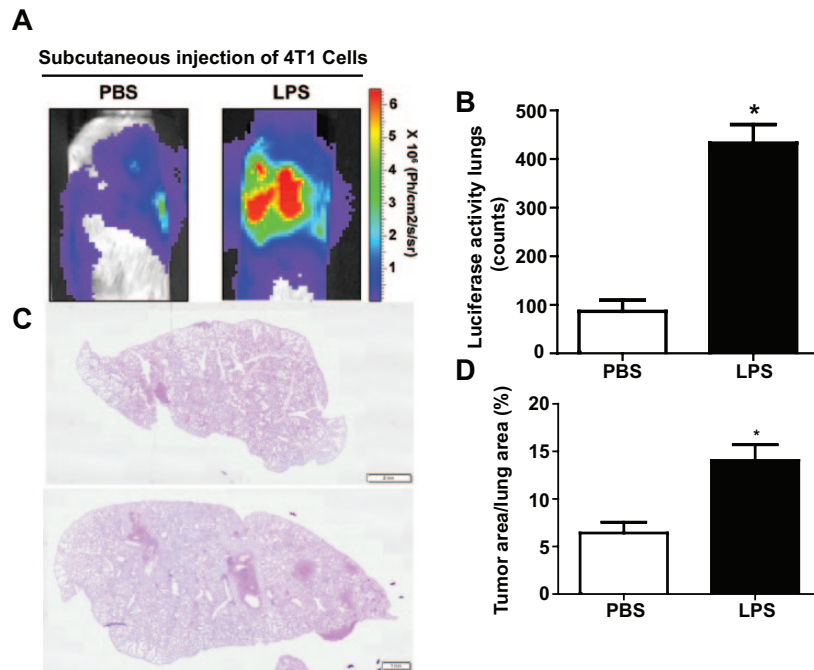 A
Subcutaneous injection of 4T1 Cells
PBS
LPS
6
5
4
3
2
1
X 10⁶ (Ph/cm2/s/sr)
B
Luciferase activity lungs
(counts)
500
400
300
200
100
0
*
PBS
LPS
C
D
Tumor area/lung area (%)
20
15
10
5
0
*
PBS
LPS